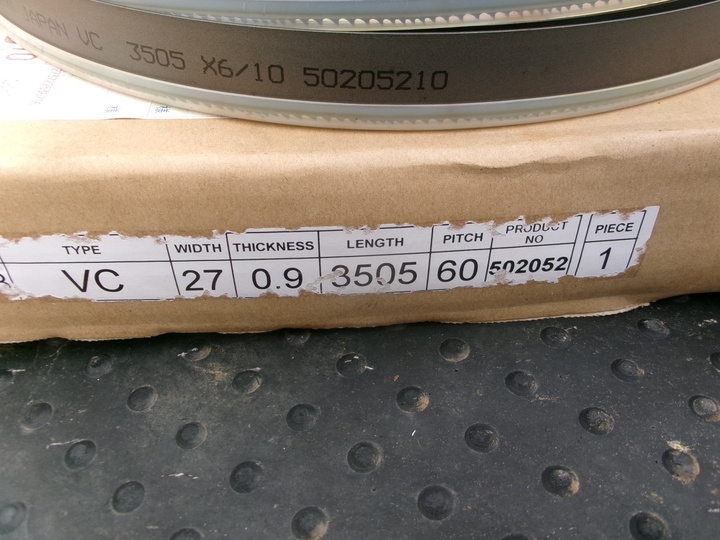 JAPAN VC 3505 X6/10 50205210
TYPE WIDTH THICKNESS LENGTH PITCH PRODUCT NO PIECE
VC 27 0.9 3505 60 502052 1